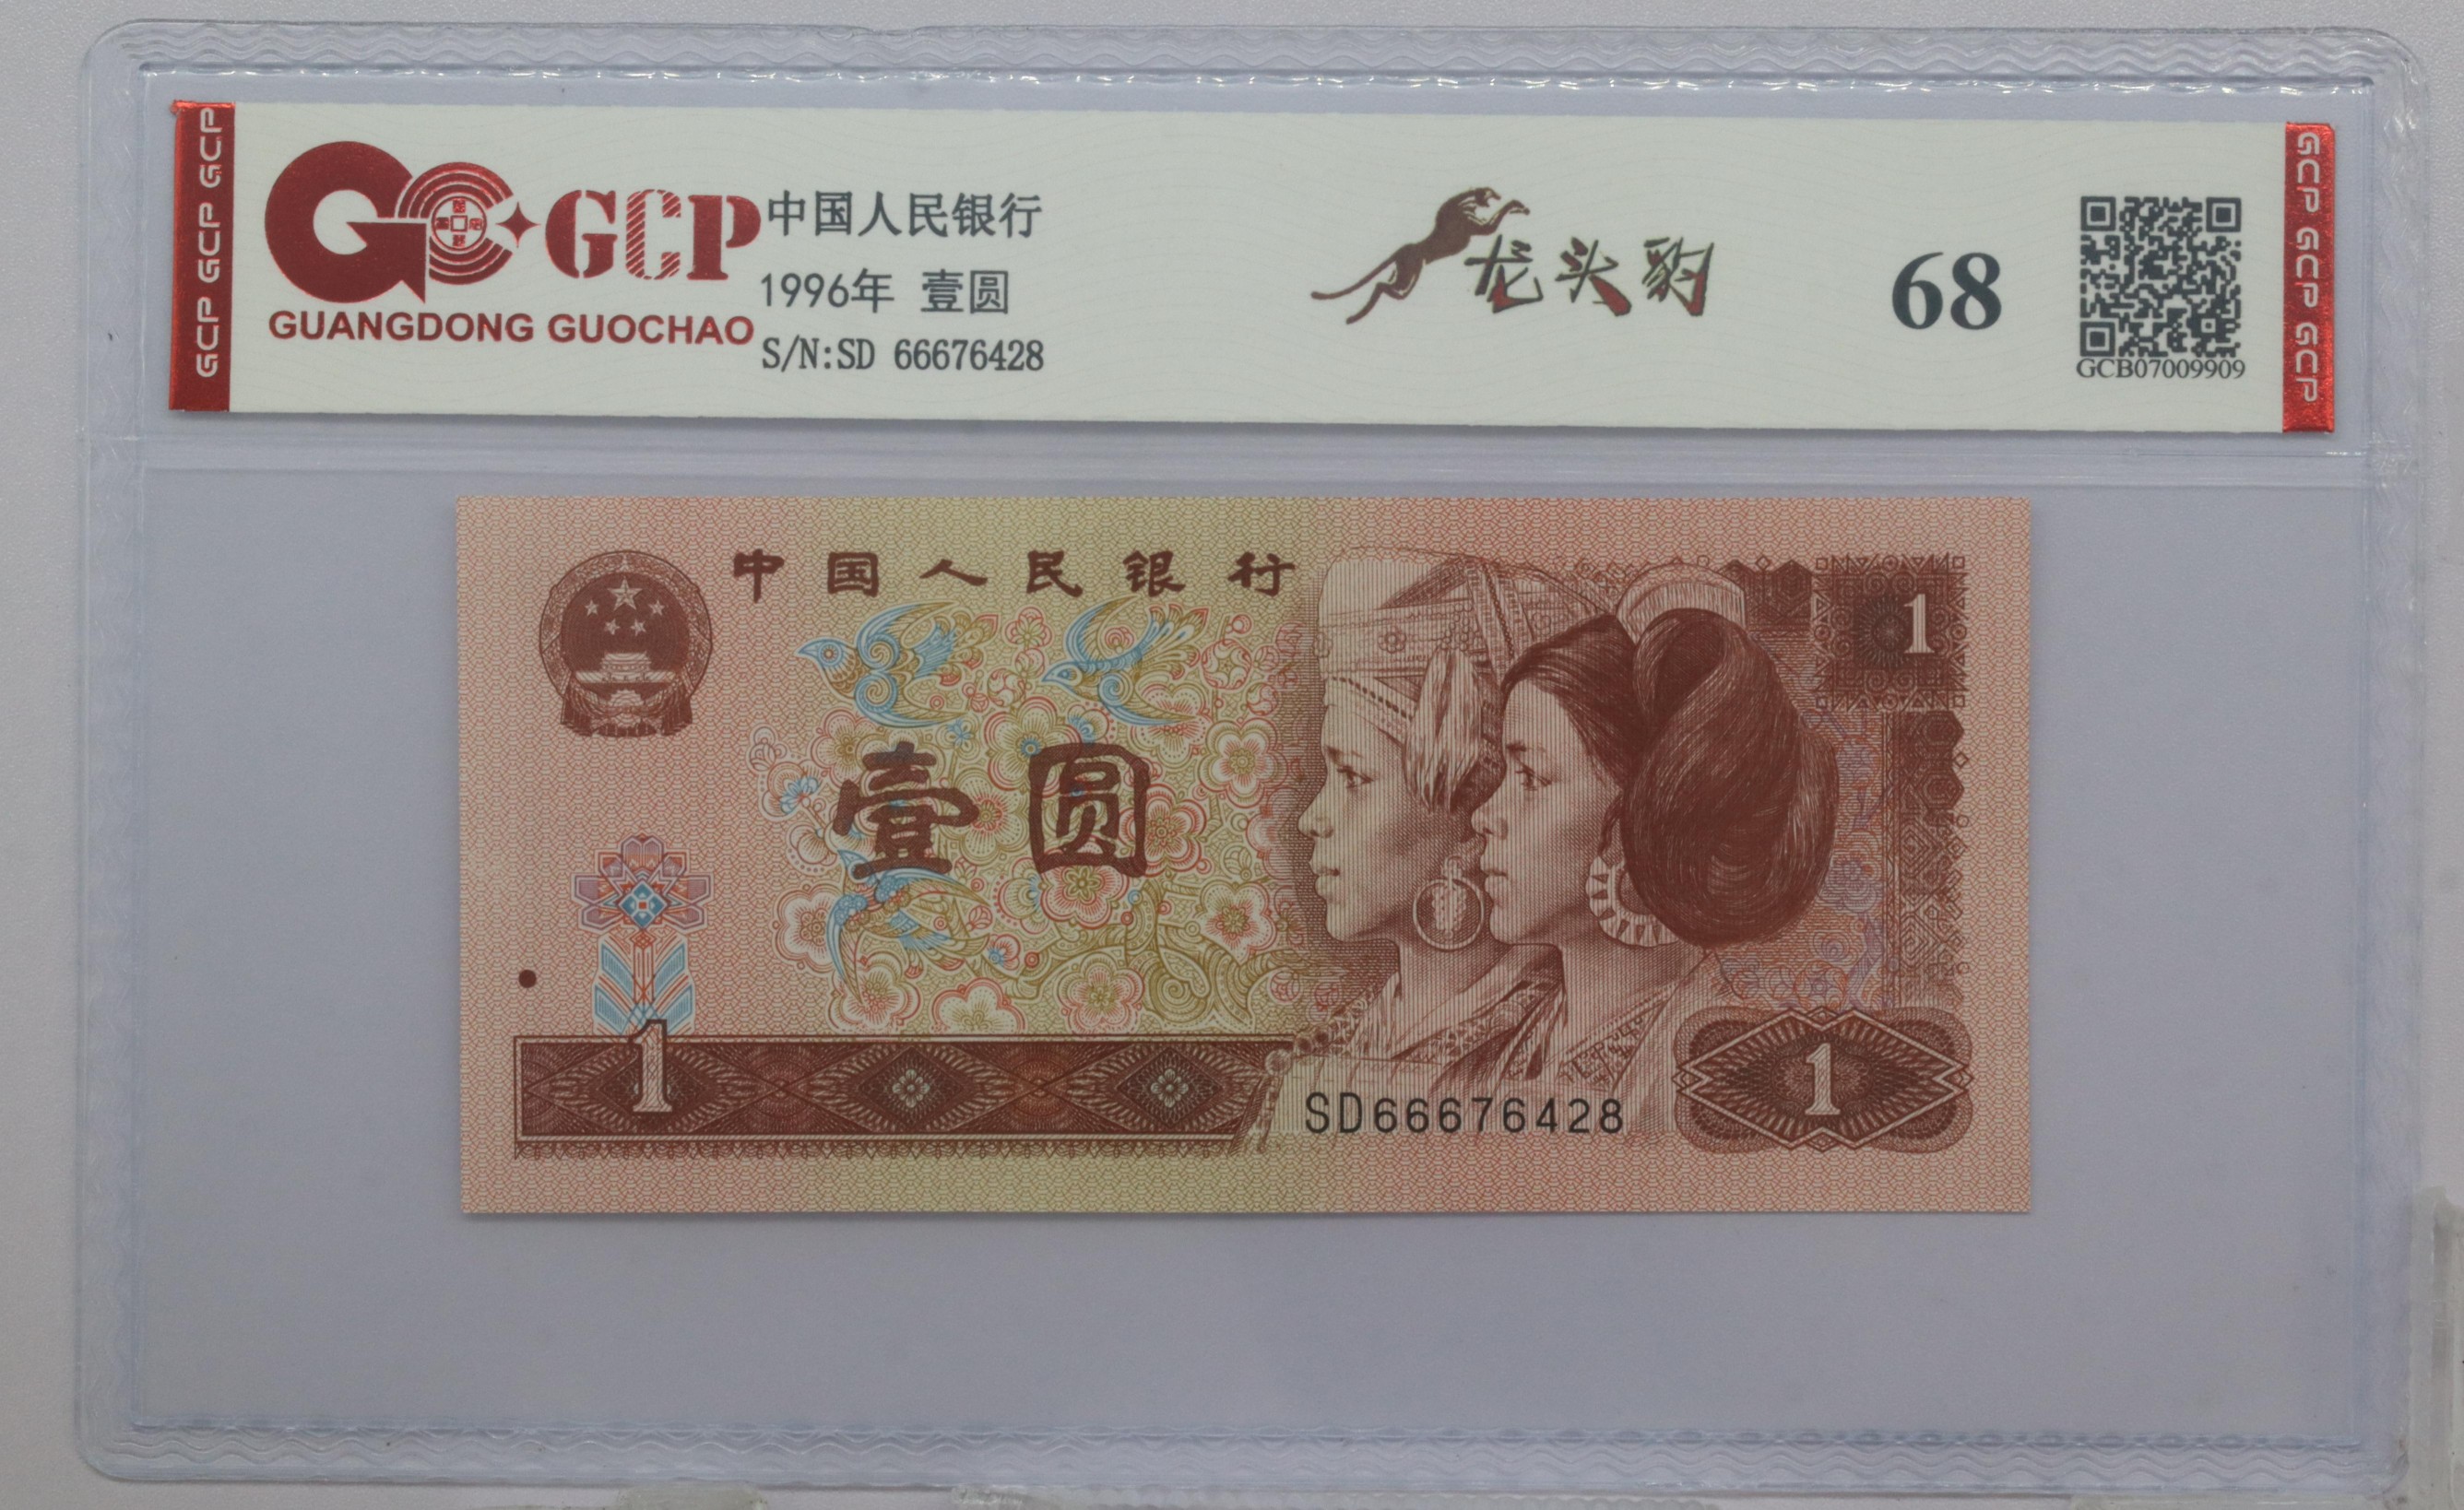 GCP GCP GCP
GCP
GUANGDONG GUOCHAO
中国人民银行
1996年 壹圆
S/N:SD 66676428
龙头豹
68
GCB07009909
GCP GCP GCP
中国人民银行
1
壹圆
1
SD66676428
1